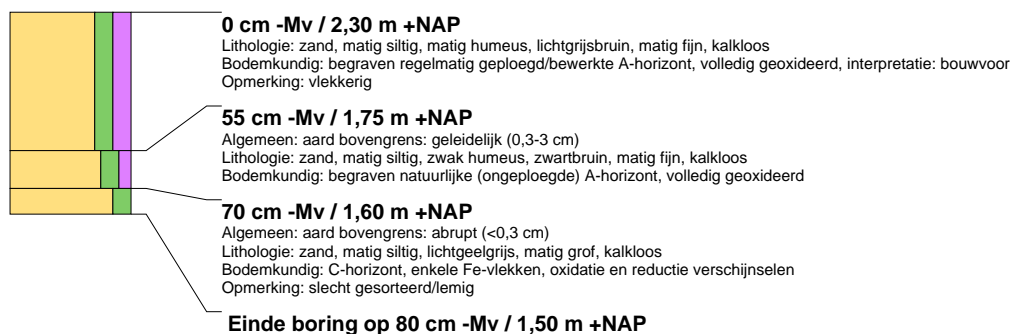 0 cm -Mv / 2,30 m +NAP
Lithologie: zand, matig siltig, matig humeus, lichtgrijsbruin, matig fijn, kalkloos
Bodemkundig: begraven regelmatig geploegd/bewerkte A-horizont, volledig geoxideerd, interpretatie: bouwvoor
Opmerking: vlekkerig
55 cm -Mv / 1,75 m +NAP
Algemeen: aard bovengrens: geleidelijk (0,3-3 cm)
Lithologie: zand, matig siltig, zwak humeus, zwartbruin, matig fijn, kalkloos
Bodemkundig: begraven natuurlijke (ongeploegde) A-horizont, volledig geoxideerd
70 cm -Mv / 1,60 m +NAP
Algemeen: aard bovengrens: abrupt (<0,3 cm)
Lithologie: zand, matig siltig, lichtgeelgrijs, matig grof, kalkloos
Bodemkundig: C-horizont, enkele Fe-vlekken, oxidatie en reductie verschijnselen
Opmerking: slecht gesorteerd/lemig
Einde boring op 80 cm -Mv / 1,50 m +NAP